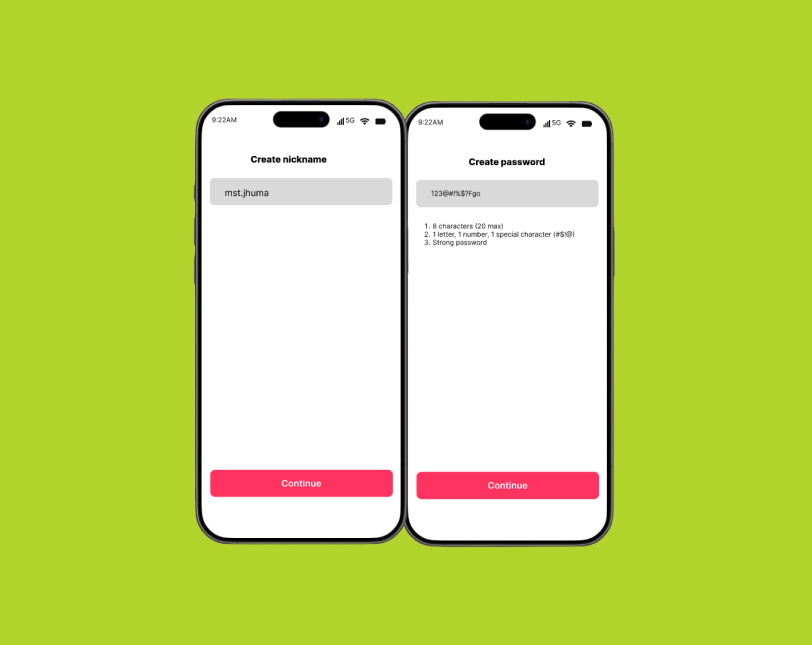 9:22AM
5G
Create nickname
mst.jhuma
Continue
9:22AM
5G
Create password
123@#!%$?Fgo
1. 8 characters (20 max)
2. 1 letter, 1 number, 1 special character (#$!@)
3. Strong password
Continue